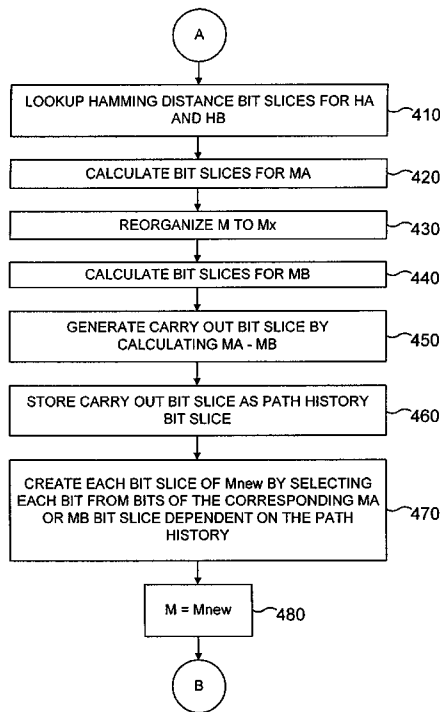 A
LOOKUP HAMMING DISTANCE BIT SLICES FOR HA
AND HB
410
CALCULATE BIT SLICES FOR MA
420
REORGANIZE M TO Mx
430
CALCULATE BIT SLICES FOR MB
440
GENERATE CARRY OUT BIT SLICE BY
CALCULATING MA - MB
450
STORE CARRY OUT BIT SLICE AS PATH HISTORY
BIT SLICE
460
CREATE EACH BIT SLICE OF Mnew BY SELECTING
EACH BIT FROM BITS OF THE CORRESPONDING MA
OR MB BIT SLICE DEPENDENT ON THE PATH
HISTORY
470
M = Mnew
480
B